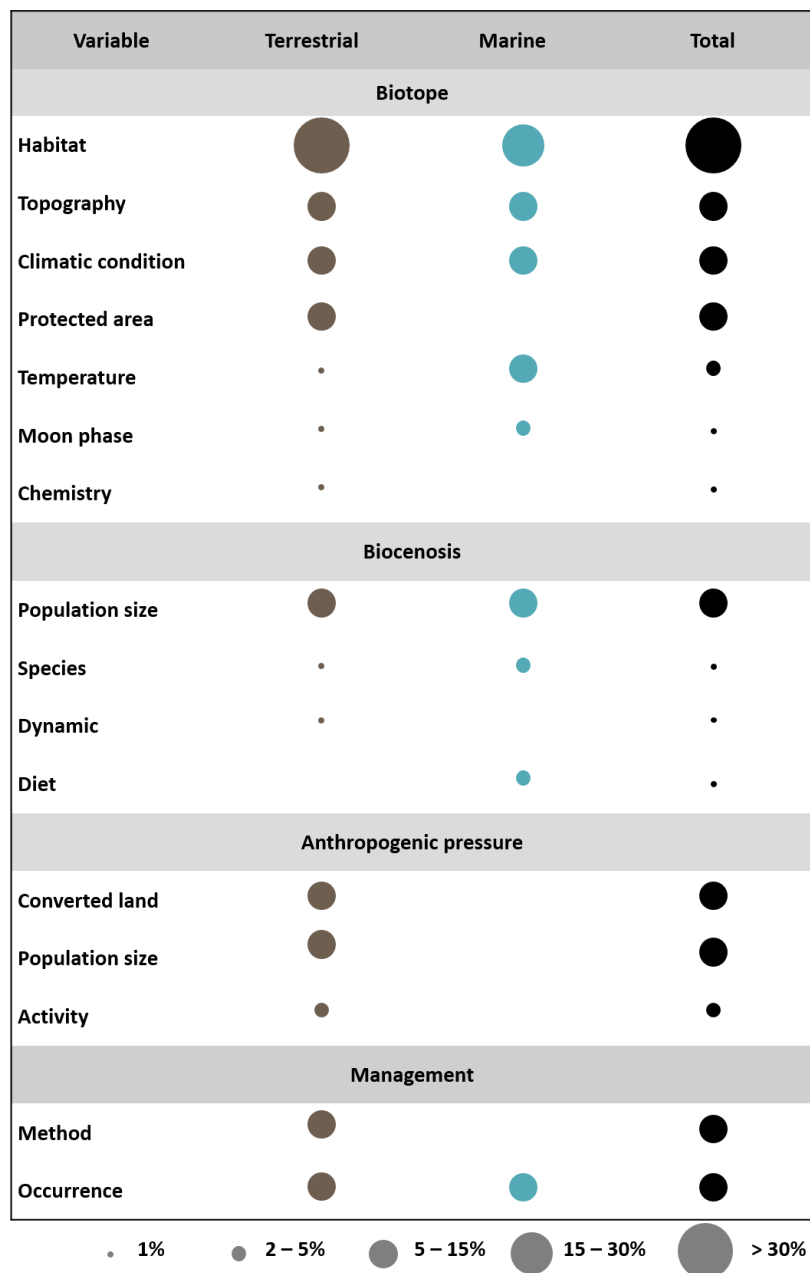 Variable Terrestrial Marine Total
Biotope
Habitat
Topography
Climatic condition
Protected area
Temperature
Moon phase
Chemistry
Biocenosis
Population size
Species
Dynamic
Diet
Anthropogenic pressure
Converted land
Population size
Activity
Management
Method
Occurrence
1% 2 – 5% 5 – 15% 15 – 30% > 30%